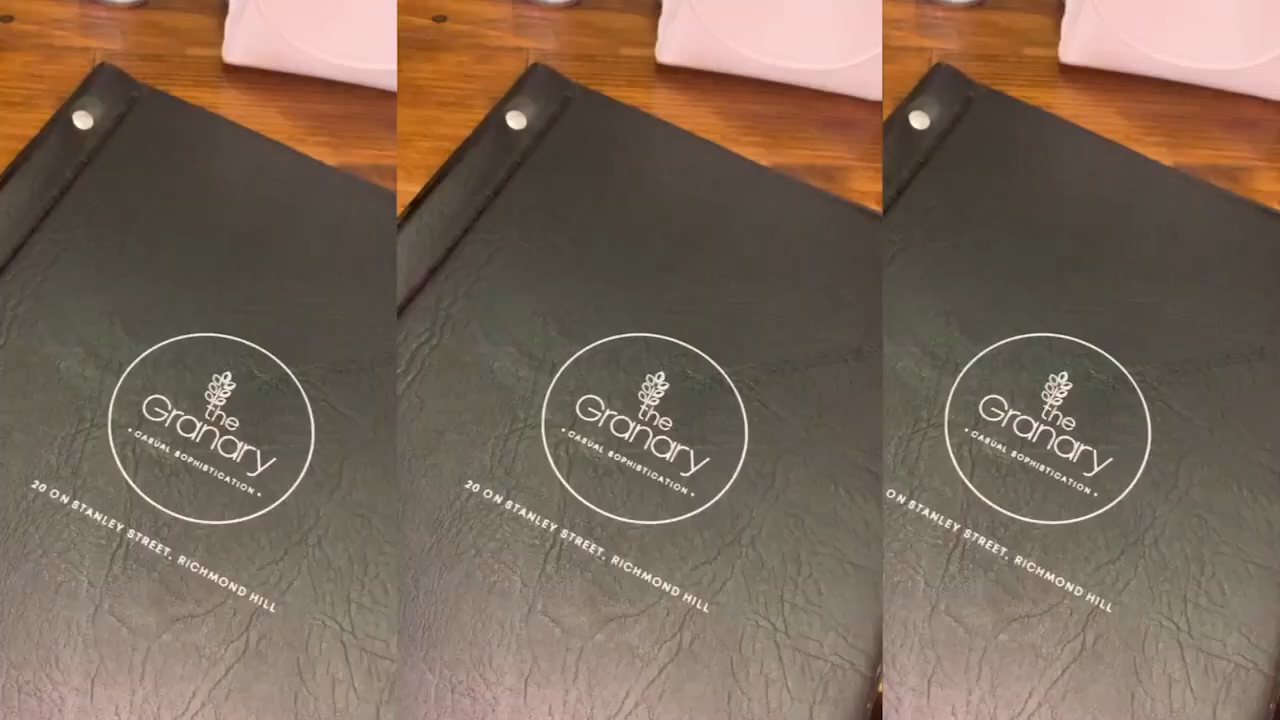 the
Granary
• CASUAL SOPHISTICATION •
20 ON STANLEY STREET, RICHMOND HILL
the
Granary
• CASUAL SOPHISTICATION •
20 ON STANLEY STREET, RICHMOND HILL
the
Granary
• CASUAL SOPHISTICATION •
ON STANLEY STREET, RICHMOND HILL